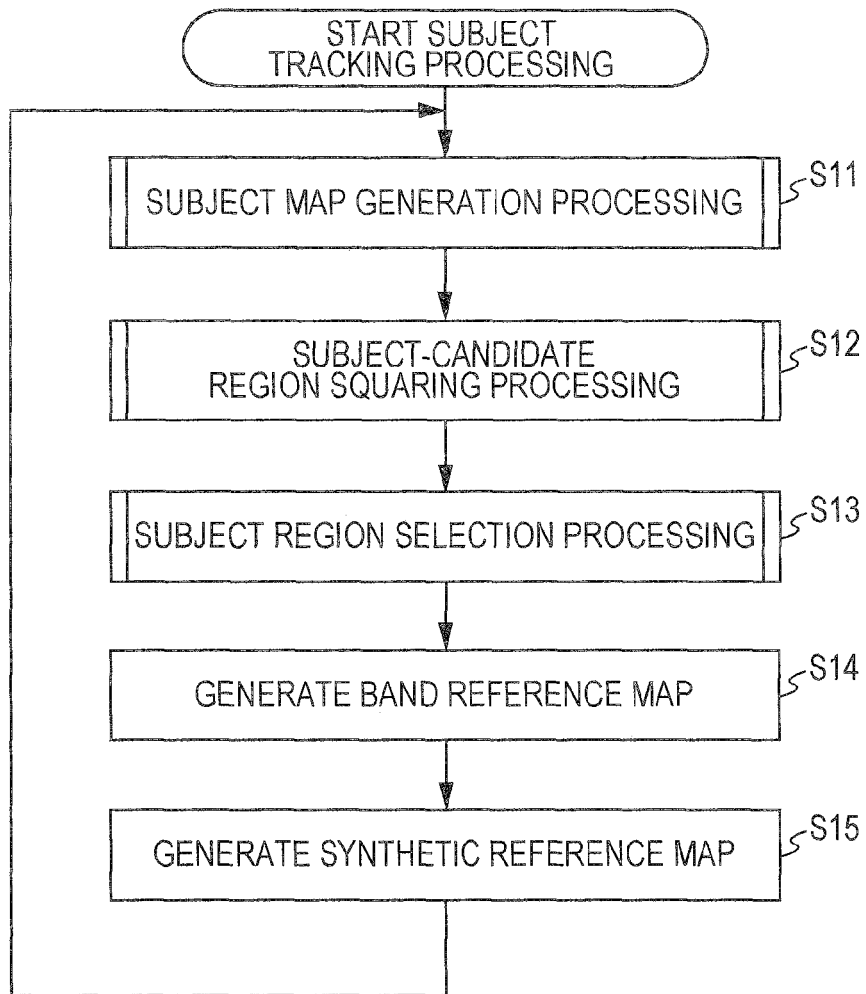 START SUBJECT
TRACKING PROCESSING
SUBJECT MAP GENERATION PROCESSING
S11
SUBJECT-CANDIDATE
REGION SQUARING PROCESSING
S12
SUBJECT REGION SELECTION PROCESSING
S13
GENERATE BAND REFERENCE MAP
S14
GENERATE SYNTHETIC REFERENCE MAP
S15